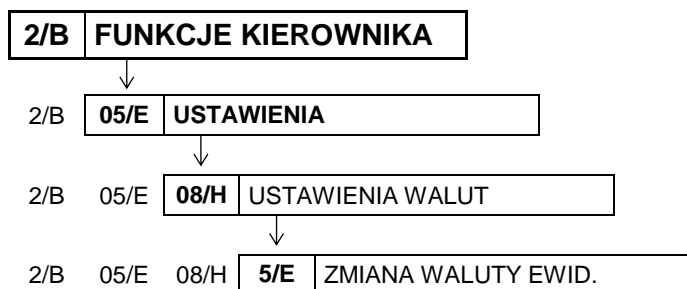 2/B FUNKCJE KIEROWNIKA
2/B 05/E USTAWIENIA
2/B 05/E 08/H USTAWIENIA WALUT
2/B 05/E 08/H 5/E ZMIANA WALUTY EWID.